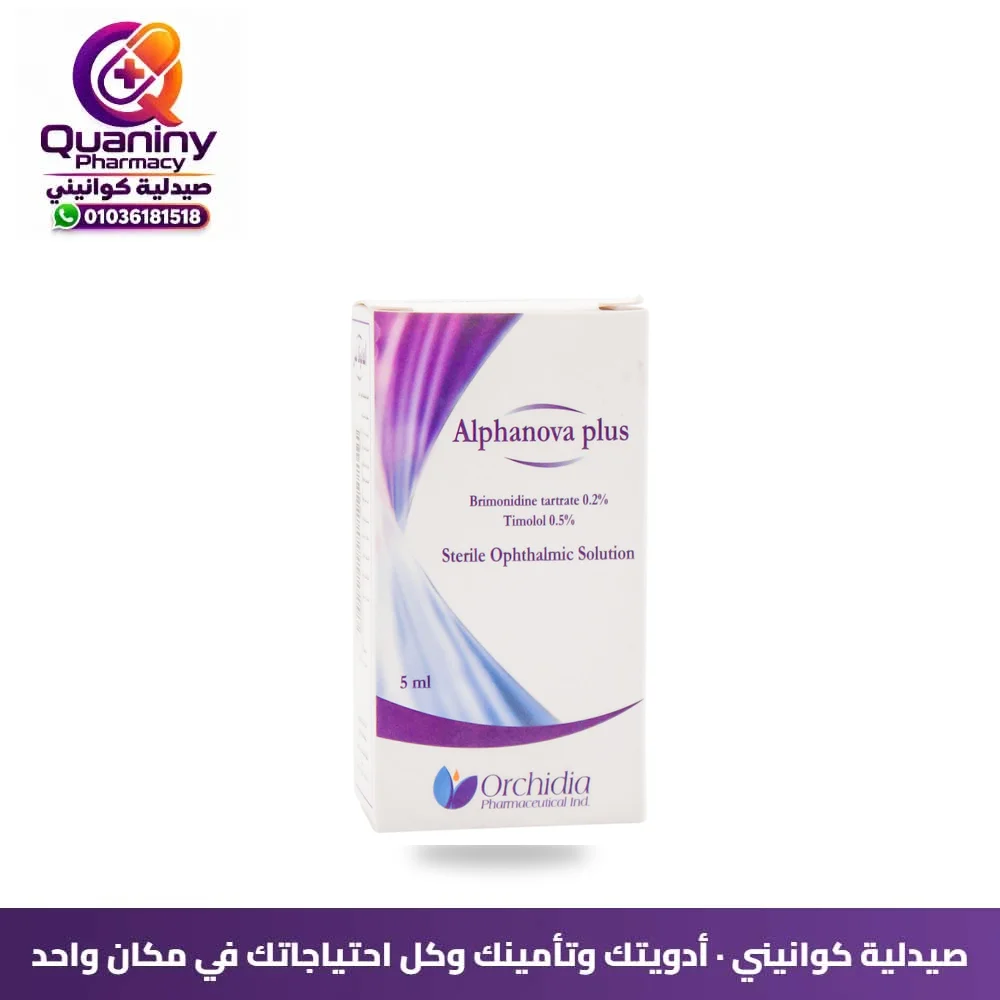 Quaniny
Pharmacy
صيدلية كوانيني
01036181518
Alphanova plus
Brimonidine tartrate 0.2%
Timolol 0.5%
Sterile Ophthalmic Solution
5 ml
Orchidia
Pharmaceutical Ind.
صيدلية كوانيني · أدويتك وتأمينك وكل احتياجاتك في مكان واحد